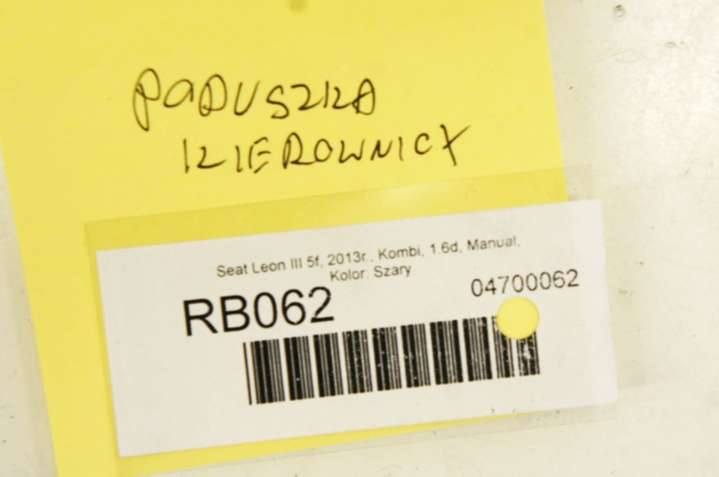 PADUSZKA
KIEROWNICY
Seat Leon III 5f, 2013r., Kombi, 1.6d, Manual,
Kolor: Szary
RB062
04700062